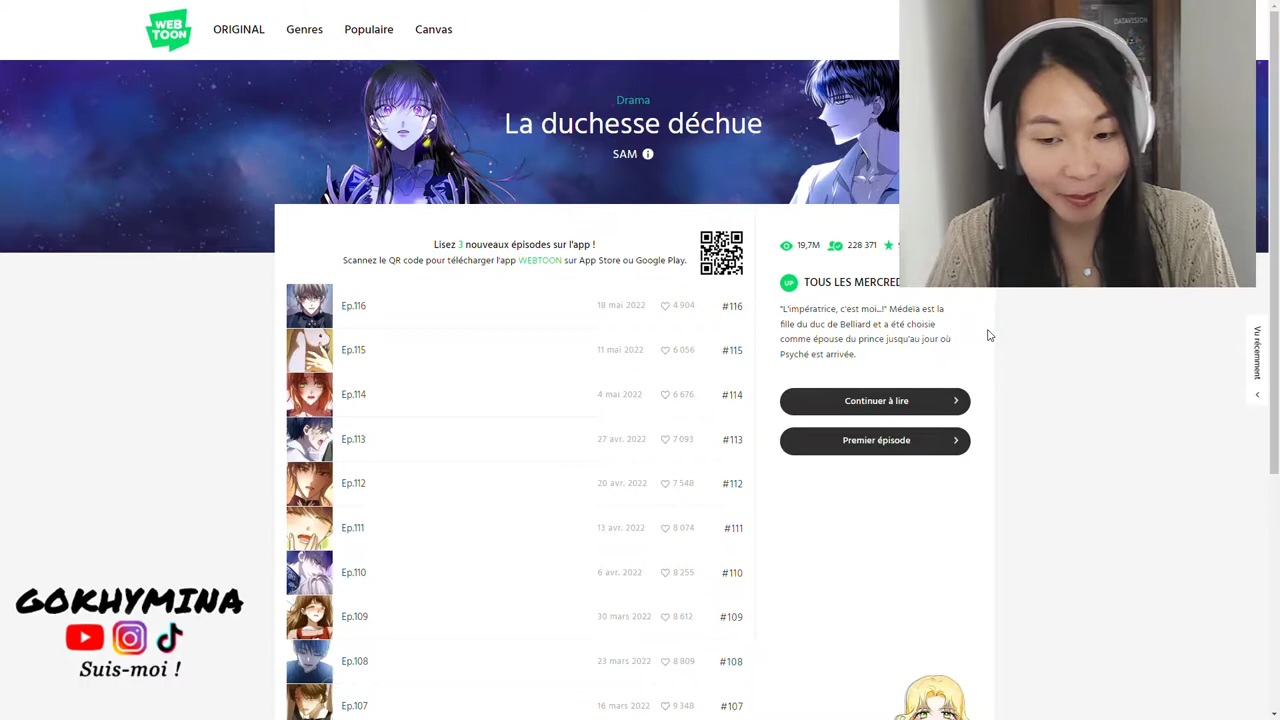 WEB
TOON
ORIGINAL Genres Populaire Canvas
DATAVISION
Drama
La duchesse déchue
SAM
Lisez 3 nouveaux épisodes sur l'app !
Scannez le QR code pour télécharger l'app WEBTOON sur App Store ou Google Play.
Ep.116 18 mai 2022 4 904 #116
Ep.115 11 mai 2022 6 056 #115
Ep.114 4 mai 2022 6 676 #114
Ep.113 27 avr. 2022 7 093 #113
Ep.112 20 avr. 2022 7 548 #112
Ep.111 13 avr. 2022 8 074 #111
Ep.110 6 avr. 2022 8 255 #110
Ep.109 30 mars 2022 8 612 #109
Ep.108 23 mars 2022 8 809 #108
Ep.107 16 mars 2022 9 348 #107
19,7M 228 371
UP TOUS LES MERCRED
"L'impératrice, c'est moi...!" Médeïa est la
fille du duc de Belliard et a été choisie
comme épouse du prince jusqu'au jour où
Psyché est arrivée.
Continuer à lire
Premier épisode
Vu récemment
GOKHYMINA
Suis-moi !